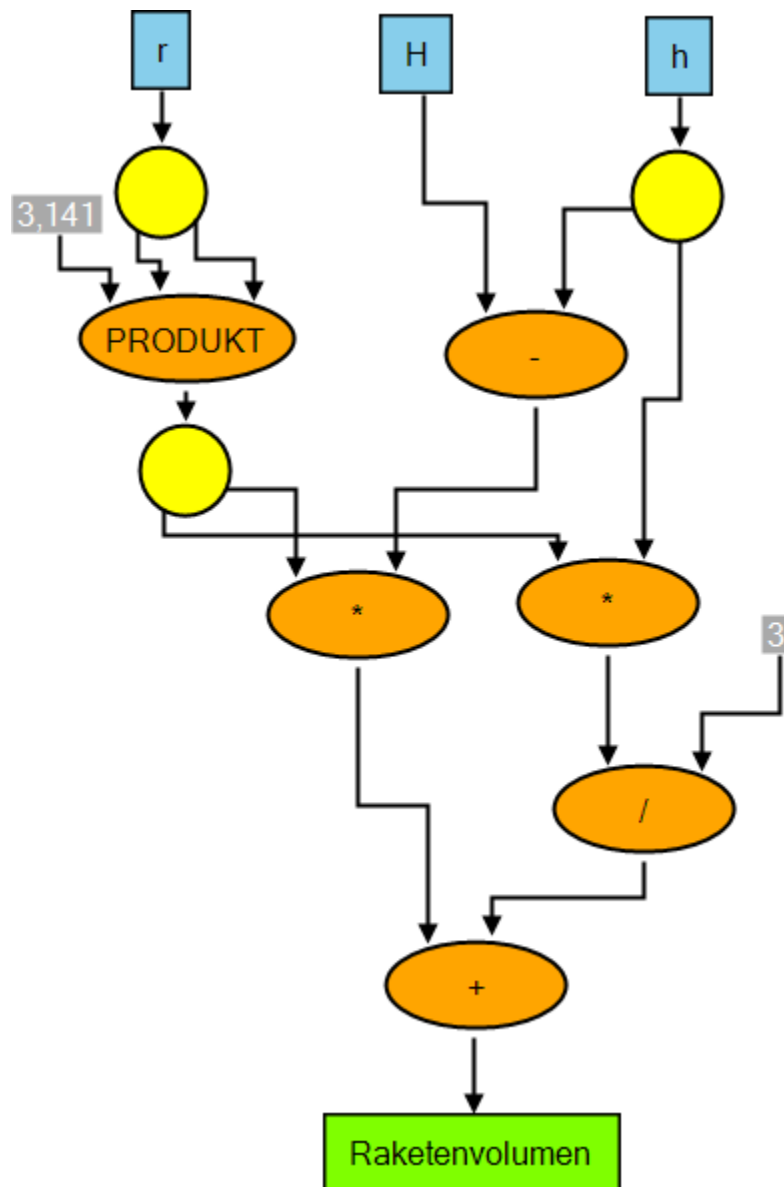 r
H
h
3,141
PRODUKT
-
*
*
3
/
+
Raketenvolumen